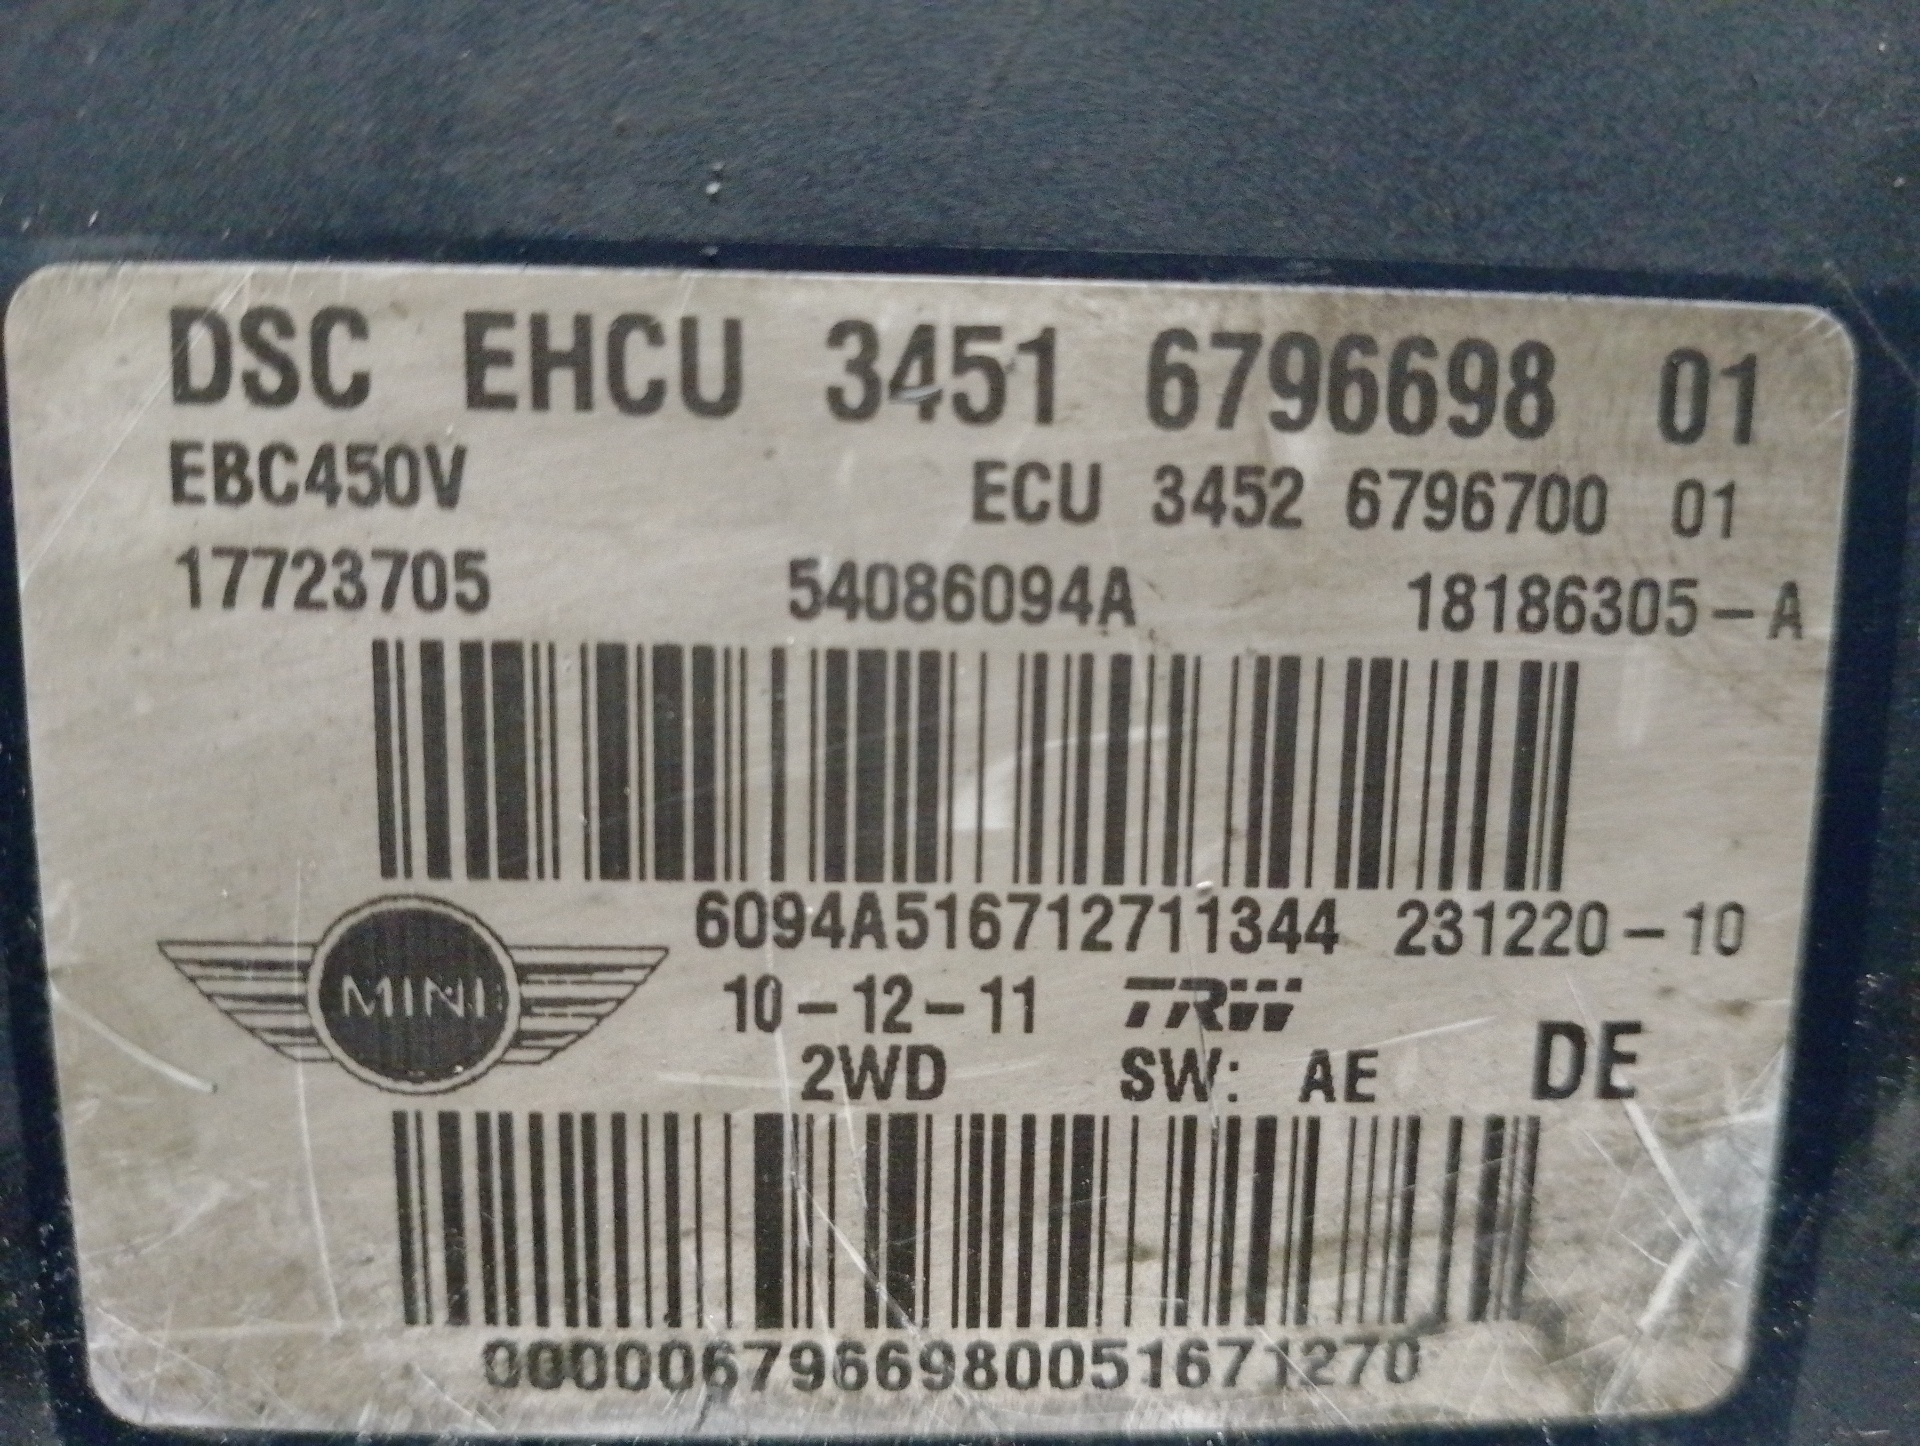 DSC EHCU 3451 6796698 01
EBC450V ECU 3452 6796700 01
17723705 54086094A 18186305-A
6094A516712711344 231220-10
MINI 10-12-11 TRW
2WD SW: AE DE
0000067966980051671270